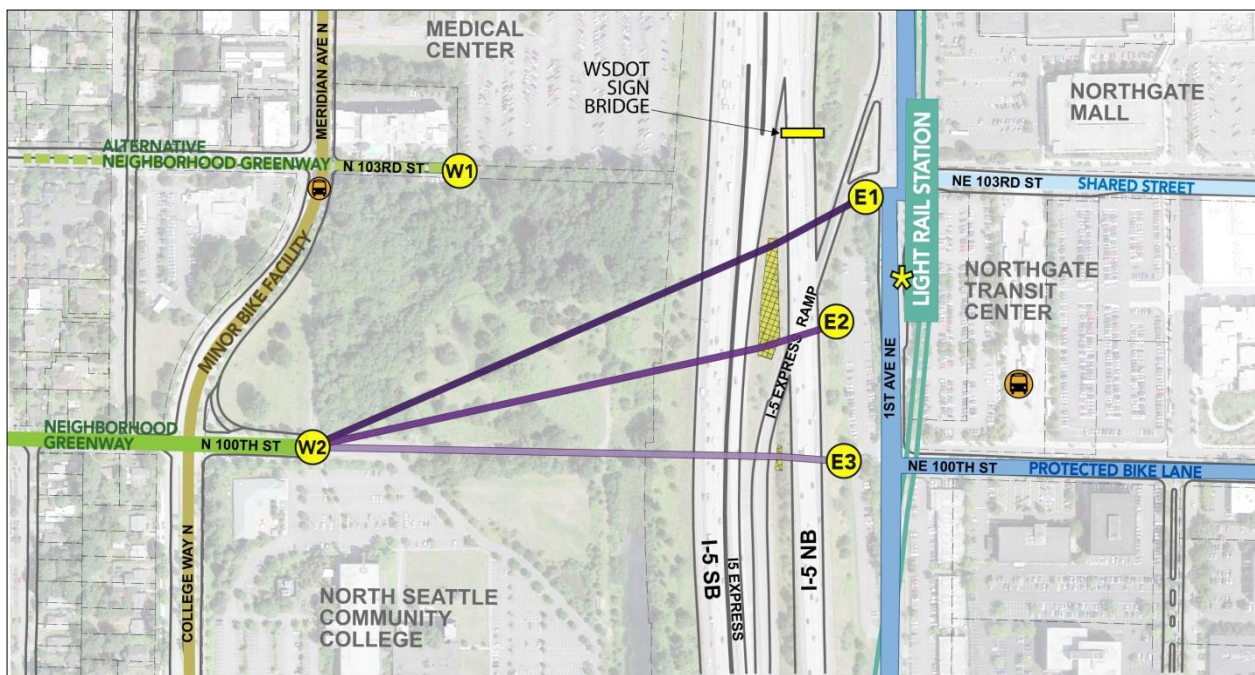 MEDICAL
CENTER
WSDOT
SIGN
BRIDGE
NORTHGATE
MALL
MERIDIAN AVE N
ALTERNATIVE
NEIGHBORHOOD GREENWAY
N 103RD ST
W1
E1
NE 103RD ST
SHARED STREET
LIGHT RAIL STATION
*
NORTHGATE
TRANSIT
CENTER
MINOR BIKE FACILITY
E2
I-5 EXPRESS RAMP
1ST AVE NE
NEIGHBORHOOD
GREENWAY
N 100TH ST
W2
E3
NE 100TH ST
PROTECTED BIKE LANE
COLLEGE WAY N
NORTH SEATTLE
COMMUNITY
COLLEGE
I-5 SB
I5 EXPRESS
I-5 NB